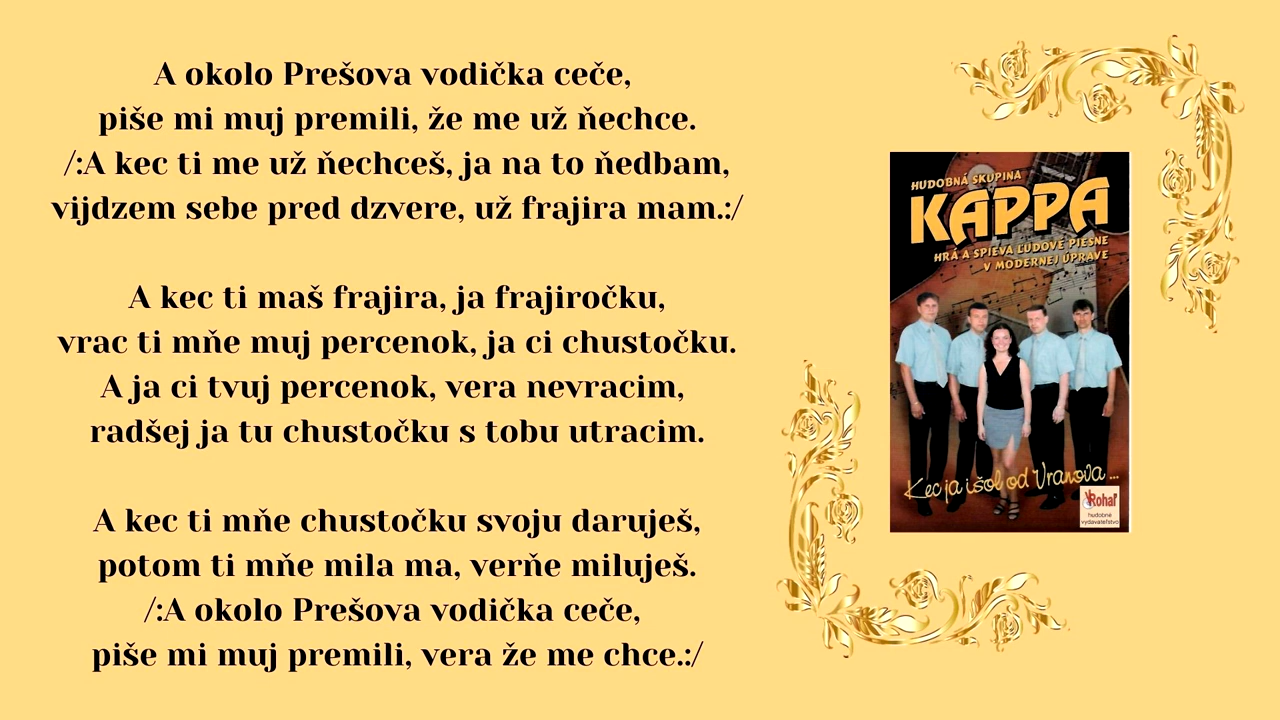 A okolo Prešova vodička ceče,
piše mi muj premili, že me už ňechce.
/:A kec ti me už ňechceš, ja na to ňedbam,
vijdzem sebe pred dzvere, už frajira mam.:/
A kec ti maš frajira, ja frajiročku,
vrac ti mňe muj percenok, ja ci chustočku.
A ja ci tvuj percenok, vera nevracim,
radšej ja tu chustočku s tobu utracim.
A kec ti mňe chustočku svoju daruješ,
potom ti mňe mila ma, verňe miluješ.
/:A okolo Prešova vodička ceče,
piše mi muj premili, vera že me chce.:/
HUDOBNÁ SKUPINA
KAPPA
HRÁ A SPIEVA ĽUDOVÉ PIESNE
V MODERNEJ ÚPRAVE
Kec ja išol od Vranova ...
Rohaľ
hudobné
vydavateľstvo